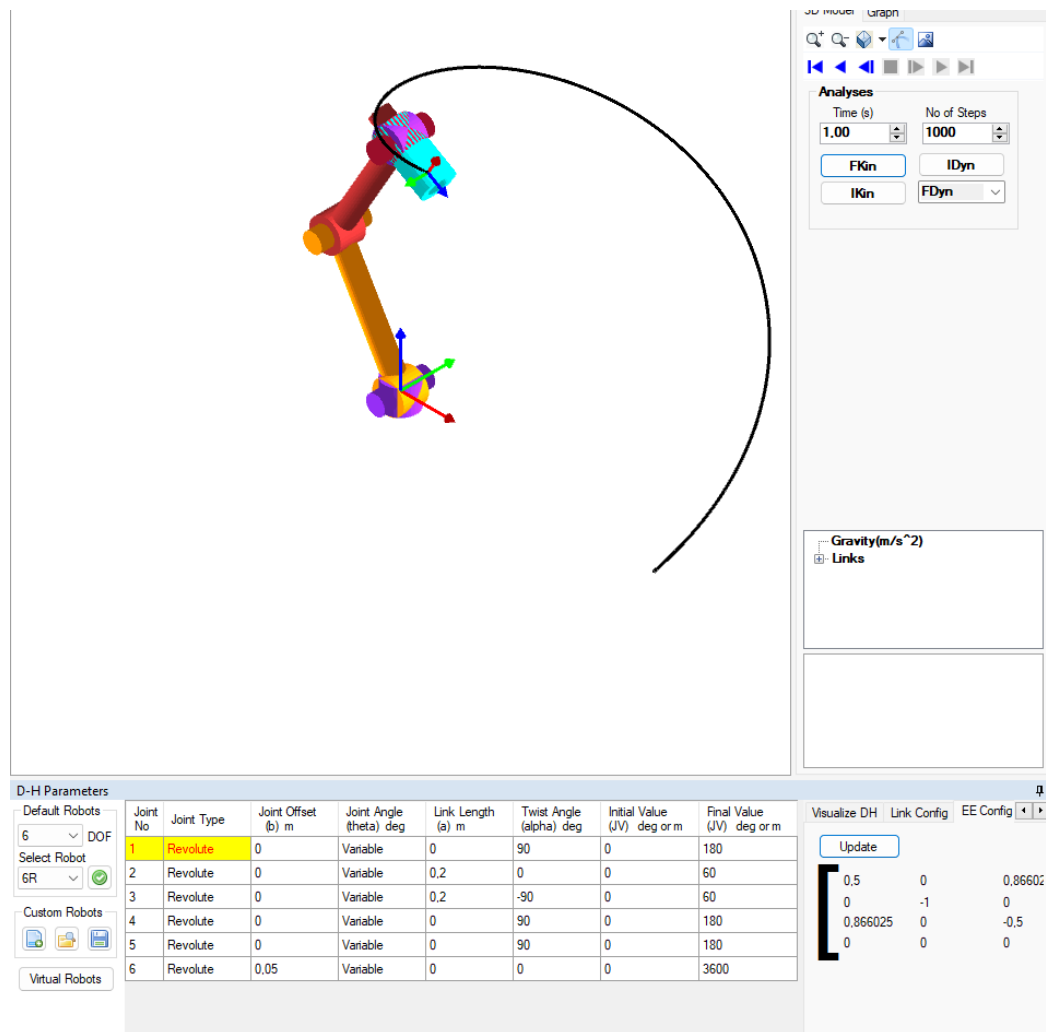 3D Model Graph
Analyses
Time (s) No of Steps
1,00 1000
FKin IDyn
IKin FDyn
Gravity(m/s^2)
Links
D-H Parameters
Default Robots
6 DOF
Select Robot
6R
Custom Robots
Virtual Robots
Joint No Joint Type Joint Offset (b) m Joint Angle (theta) deg Link Length (a) m Twist Angle (alpha) deg Initial Value (JV) deg or m Final Value (JV) deg or m
1 Revolute 0 Variable 0 90 0 180
2 Revolute 0 Variable 0,2 0 0 60
3 Revolute 0 Variable 0,2 -90 0 60
4 Revolute 0 Variable 0 90 0 180
5 Revolute 0 Variable 0 90 0 180
6 Revolute 0,05 Variable 0 0 0 3600
Visualize DH Link Config EE Config
Update
0,5 0 0,86602
0 -1 0
0,866025 0 -0,5
0 0 0